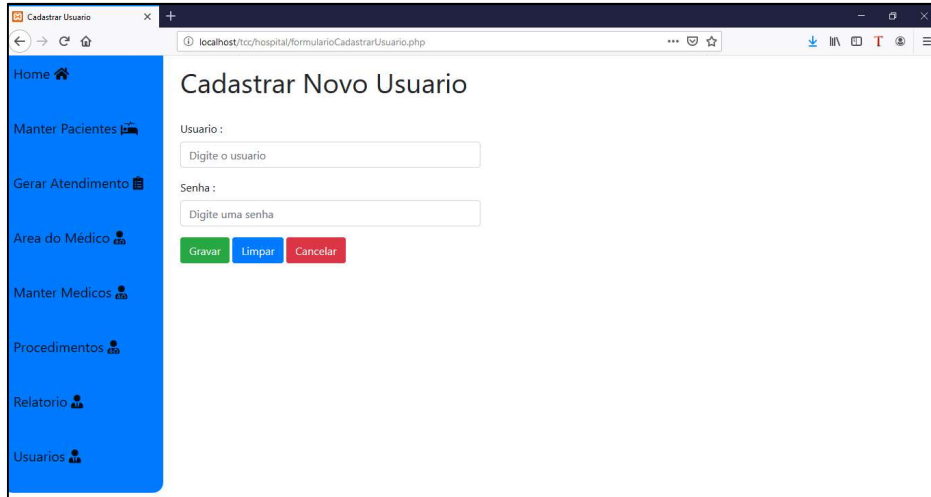 Cadastrar Usuario
localhost/tcc/hospital/formularioCadastrarUsuario.php
Home
Manter Pacientes
Gerar Atendimento
Area do Médico
Manter Medicos
Procedimentos
Relatorio
Usuarios
Cadastrar Novo Usuario
Usuario :
Digite o usuario
Senha :
Digite uma senha
Gravar Limpar Cancelar